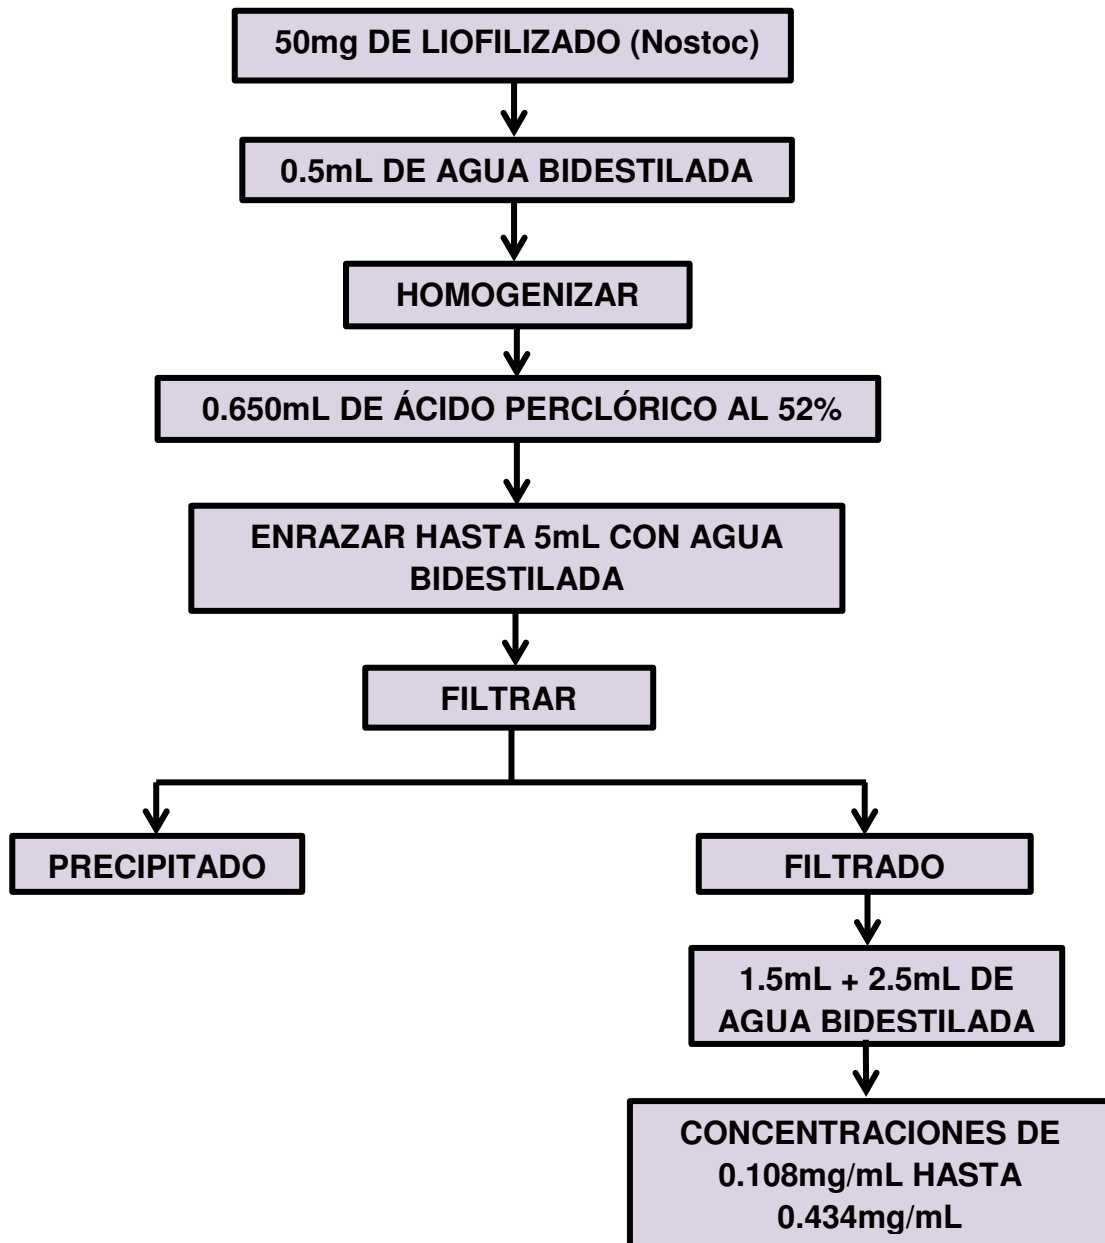 50mg DE LIOFILIZADO (Nostoc)
0.5mL DE AGUA BIDESTILADA
HOMOGENIZAR
0.650mL DE ÁCIDO PERCLÓRICO AL 52%
ENRAZAR HASTA 5mL CON AGUA
BIDESTILADA
FILTRAR
PRECIPITADO
FILTRADO
1.5mL + 2.5mL DE
AGUA BIDESTILADA
CONCENTRACIONES DE
0.108mg/mL HASTA
0.434mg/mL